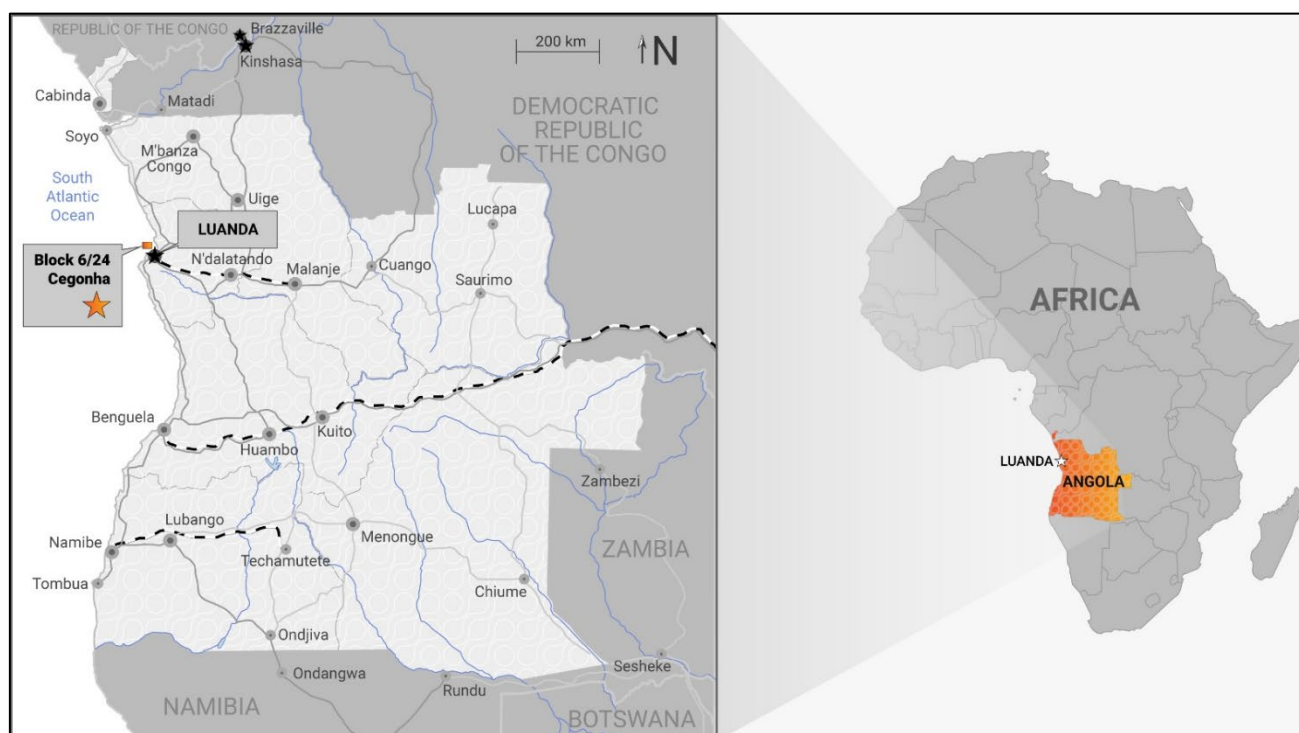 REPUBLIC OF THE CONGO
Brazzaville
Kinshasa
200 km
N
Cabinda
Matadi
Soyo
DEMOCRATIC
REPUBLIC
OF THE CONGO
M'banza
Congo
South
Atlantic
Ocean
Uige
Lucapa
LUANDA
Block 6/24
Cegonha
N'dalatando
Malanje
Cuango
Saurimo
Benguela
Huambo
Kuito
Zambezi
Lubango
Namibe
Menongue
Techamutete
ZAMBIA
Tombua
Chiume
Ondjiva
Ondangwa
Sesheke
Rundu
NAMIBIA
BOTSWANA
AFRICA
LUANDA
ANGOLA